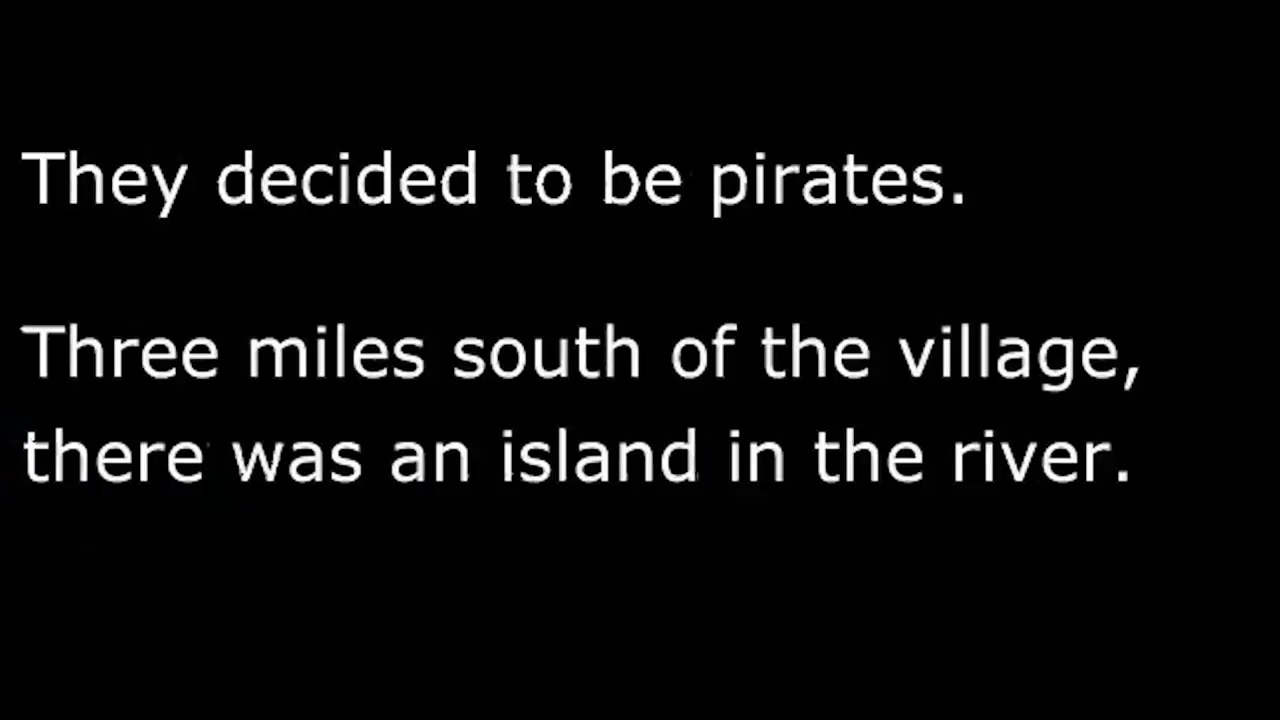 They decided to be pirates.
Three miles south of the village,
there was an island in the river.